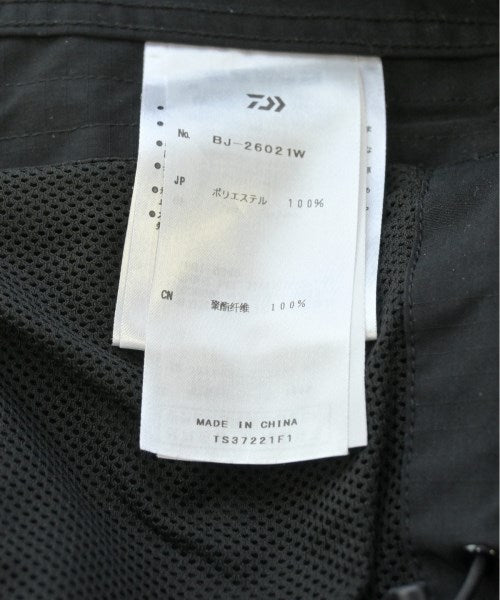 No. BJ-26021W
JP ポリエステル 100%
CN 聚酯纤维 100%
MADE IN CHINA
TS37221F1